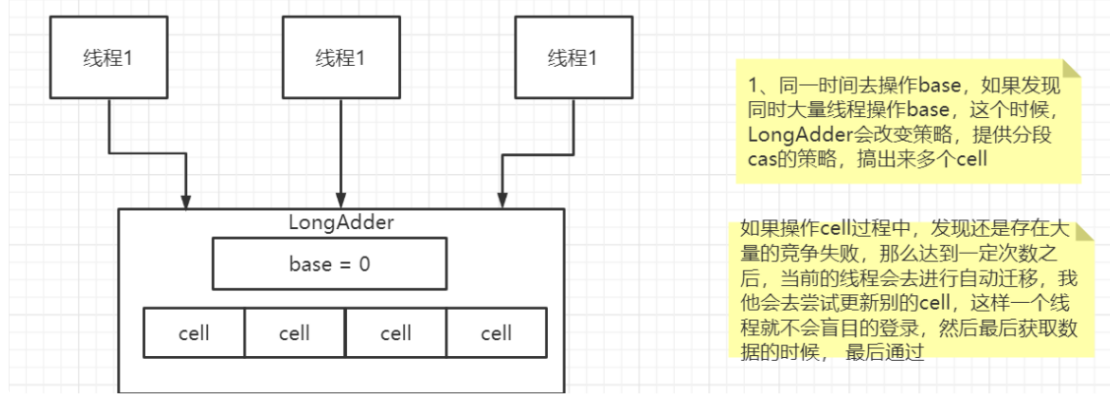 线程1
线程1
线程1
1、同一时间去操作base，如果发现
同时大量线程操作base，这个时候，
LongAdder会改变策略，提供分段
cas的策略，搞出来多个cell
LongAdder
base = 0
cell
cell
cell
cell
如果操作cell过程中，发现还是存在大
量的竞争失败，那么达到一定次数之
后，当前的线程会去进行自动迁移，我
他会去尝试更新别的cell，这样一个线
程就不会盲目的登录，然后最后获取数
据的时候， 最后通过